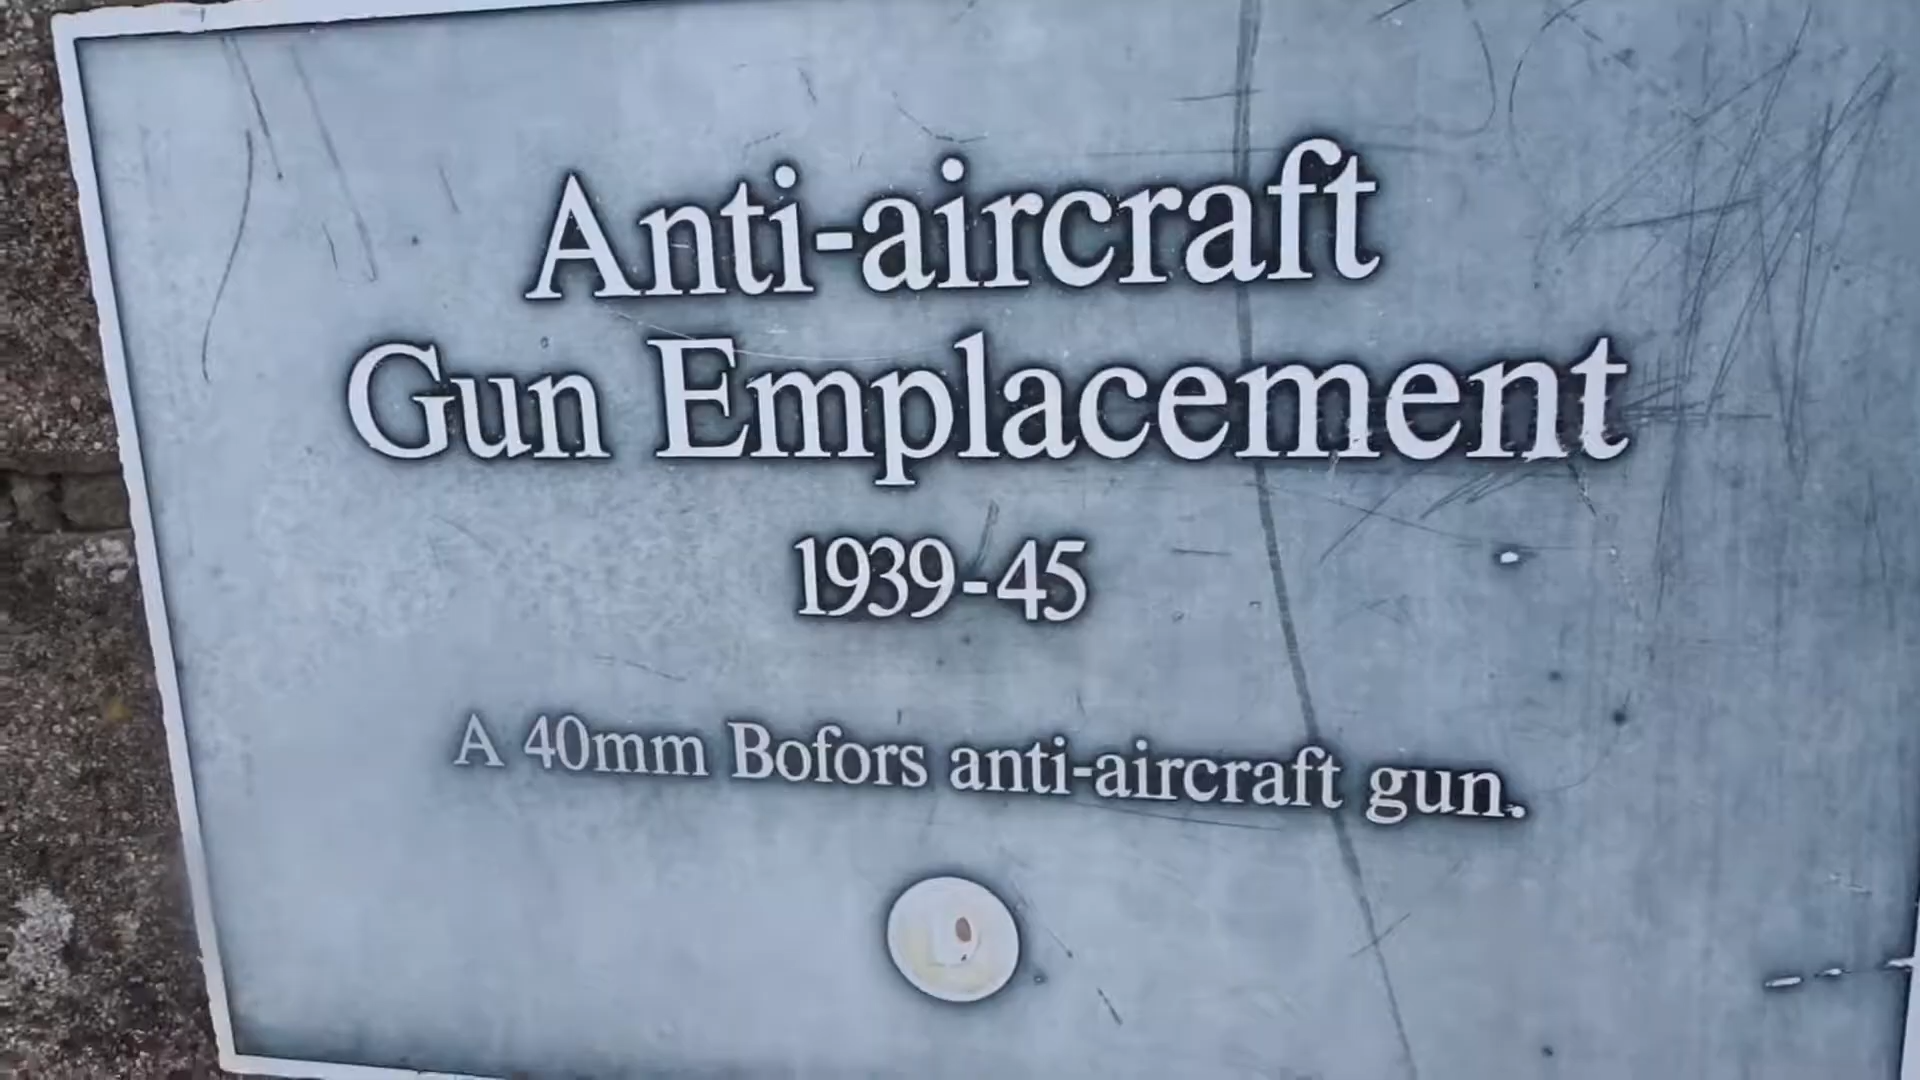 Anti-aircraft
Gun Emplacement
1939-45
A 40mm Bofors anti-aircraft gun.